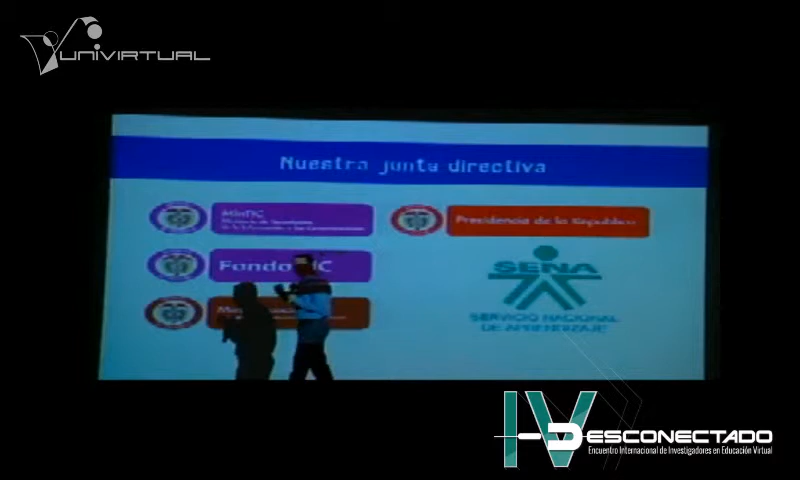 UNIVIRTUAL
Nuestra junta directiva
MinTIC
Presidencia de la República
Fondo
SENA
SERVICIO NACIONAL
DE APRENDIZAJE
IV
DESCONECTADO
Encuentro Internacional de Investigadores en Educación Virtual